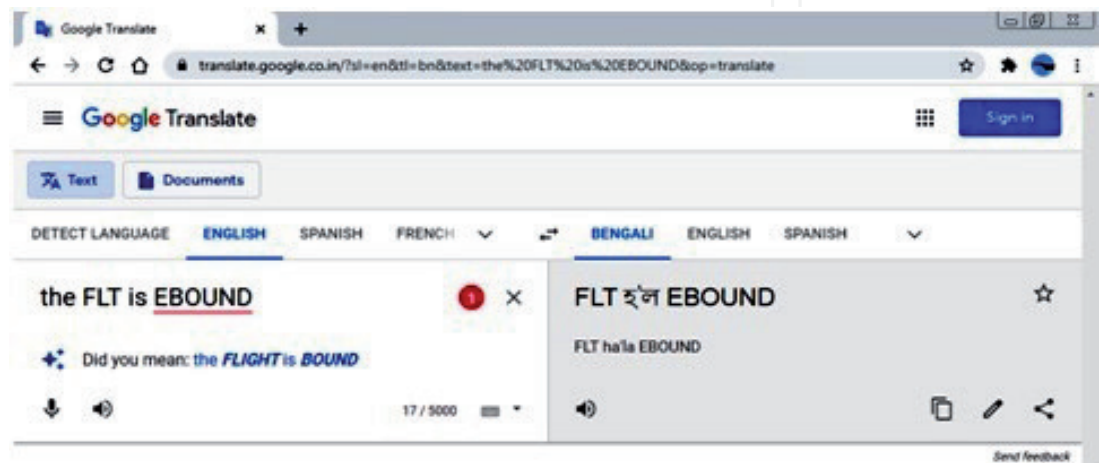 Google Translate
translate.google.co.in/?sl=en&tl=bn&text=the%20FLT%20is%20EBOUND&op=translate
Google Translate
Sign in
Text Documents
DETECT LANGUAGE ENGLISH SPANISH FRENCH BENGALI ENGLISH SPANISH
the FLT is EBOUND 1
FLT হ'ল EBOUND
Did you mean: the FLIGHT is BOUND
FLT ha'la EBOUND
17 / 5000
Send feedback